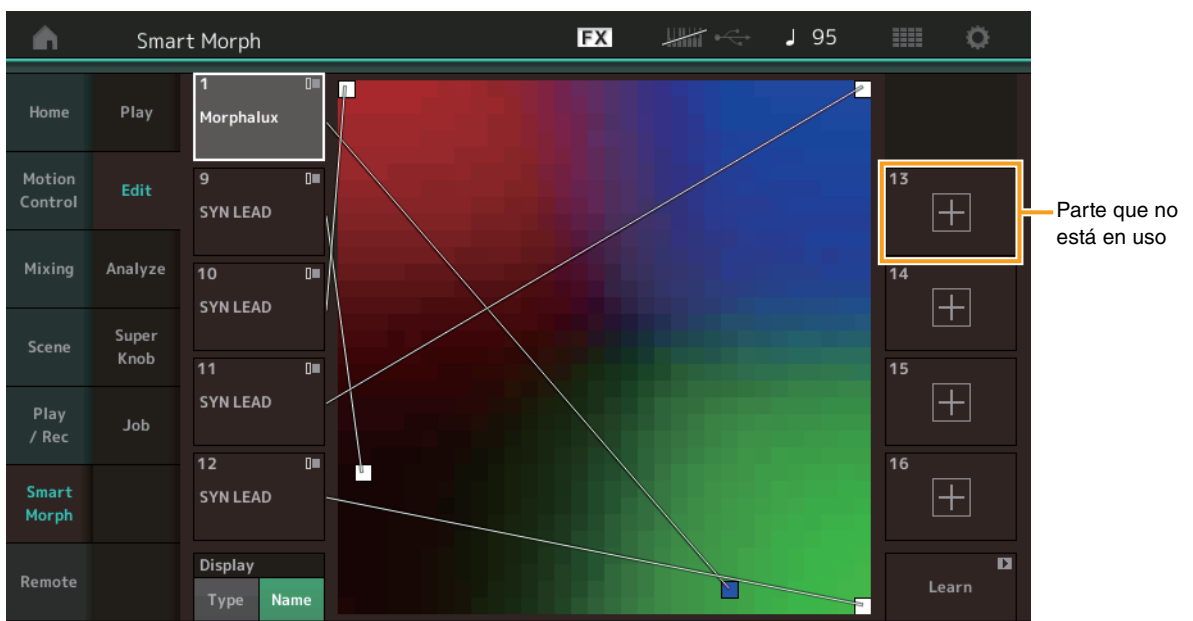 Smart Morph
FX
95
Home
Motion
Control
Mixing
Scene
Play
/ Rec
Smart
Morph
Remote
Play
Edit
Analyze
Super
Knob
Job
1
Morphalux
9
SYN LEAD
10
SYN LEAD
11
SYN LEAD
12
SYN LEAD
Display
Type
Name
13
14
15
16
Learn
Parte que no
está en uso